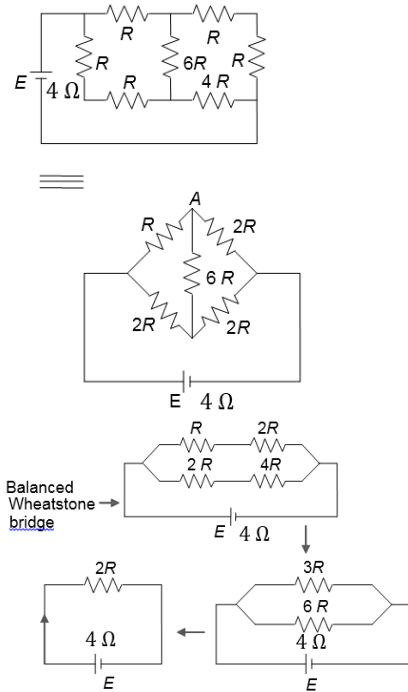 R R
R 6R R
E 4 Ω R 4 R
A
R 2R
6 R
2R 2R
E 4 Ω
R 2R
2 R 4R
Balanced
Wheatstone
bridge
E 4 Ω
2R 3R
6 R
4 Ω 4 Ω
E E